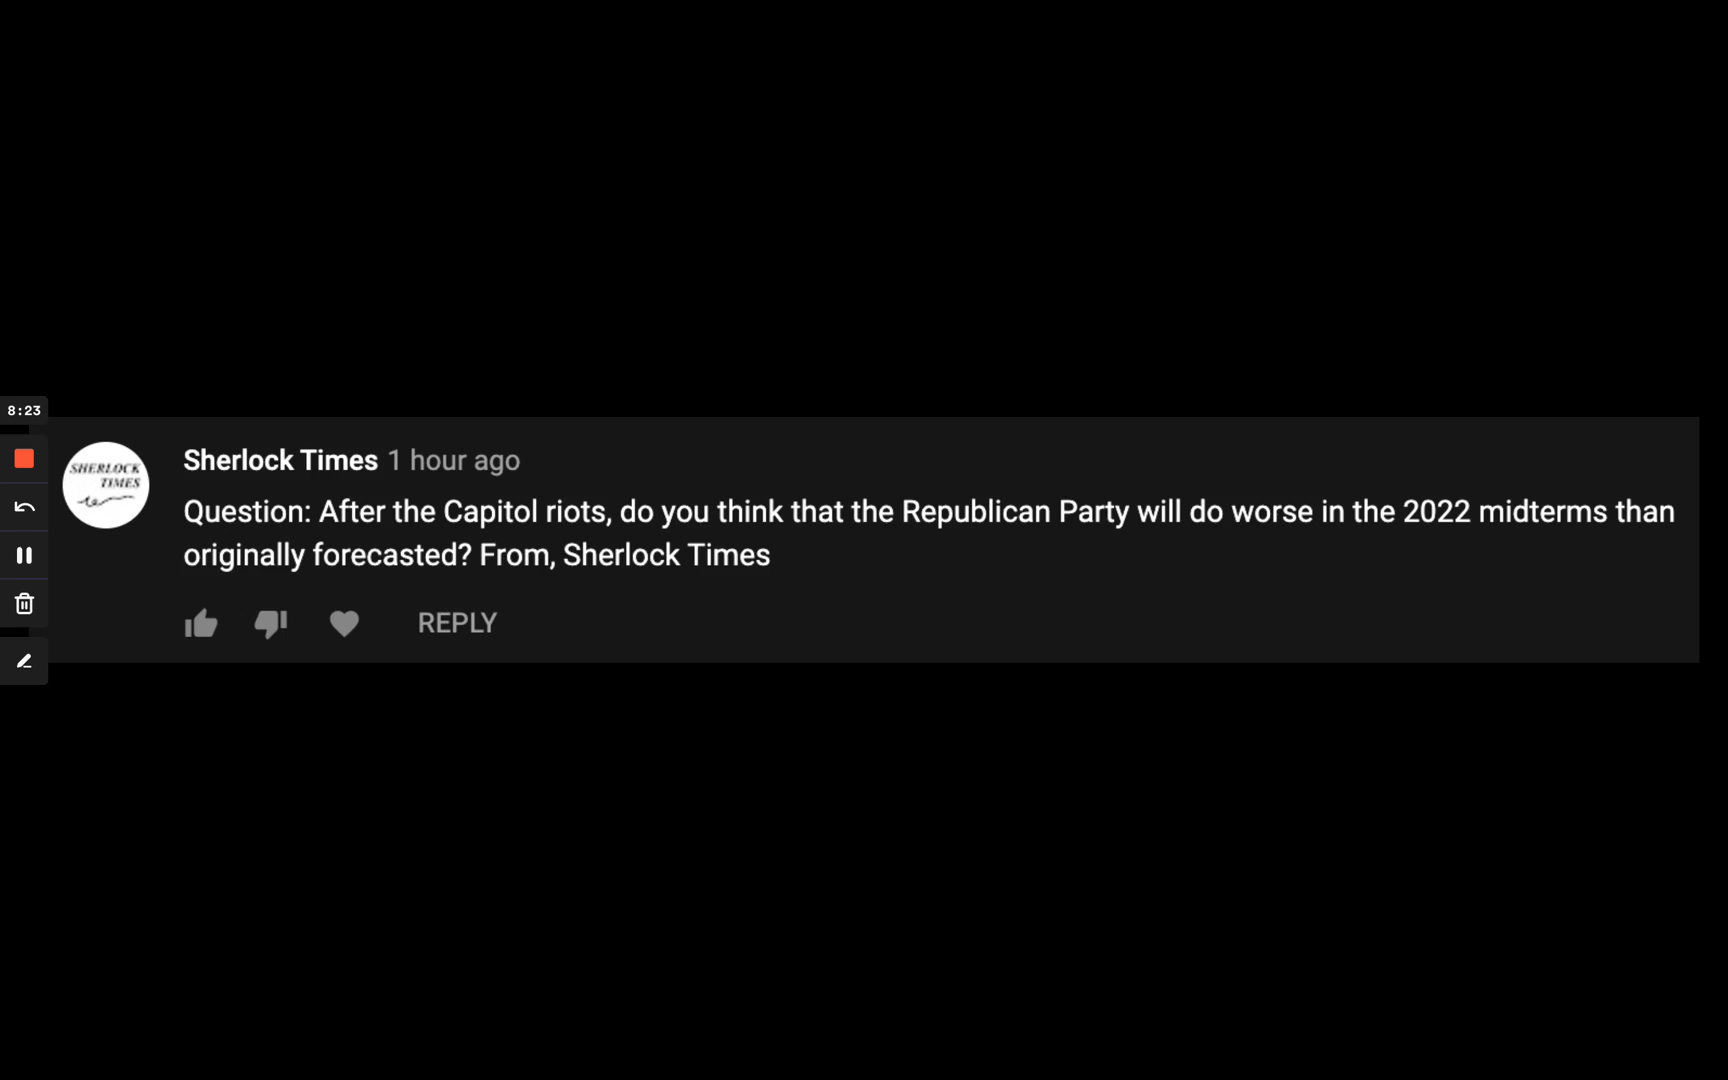 8:23
SHERLOCK
TIMES
Sherlock Times 1 hour ago
Question: After the Capitol riots, do you think that the Republican Party will do worse in the 2022 midterms than
originally forecasted? From, Sherlock Times
REPLY